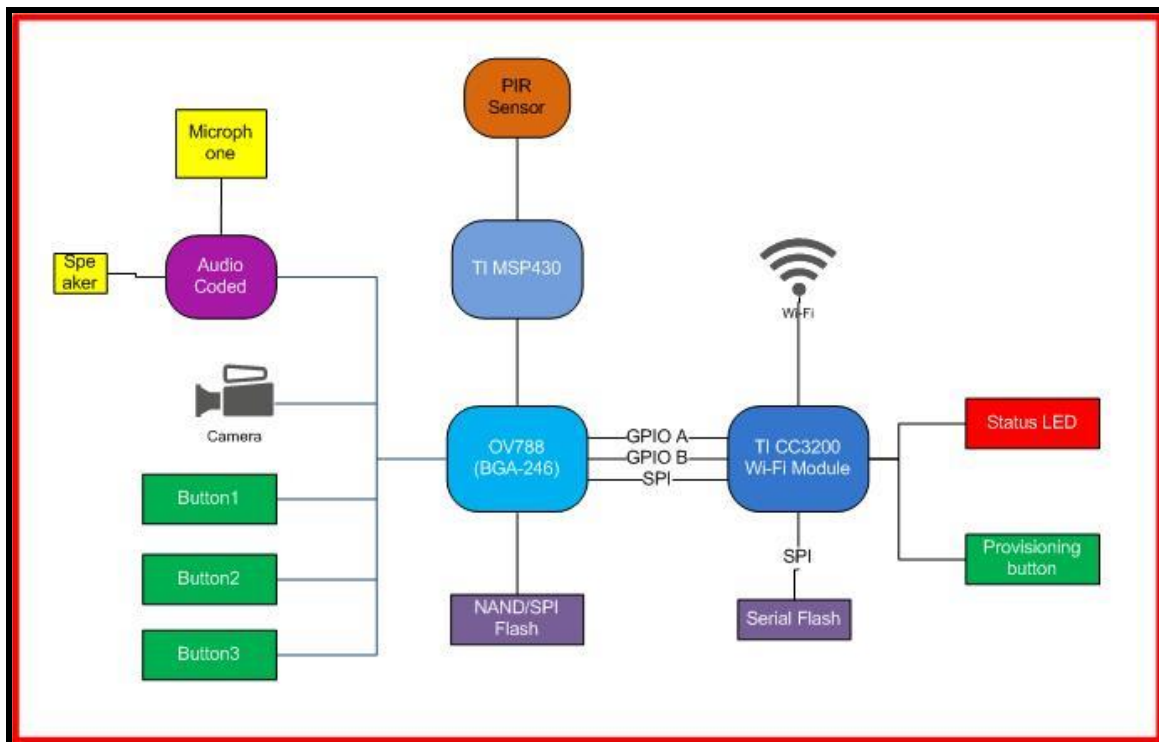 PIR
Sensor
Microph
one
Spe
aker
Audio
Coded
TI MSP430
Wi-Fi
Camera
OV788
(BGA-246)
GPIO A
GPIO B
SPI
TI CC3200
Wi-Fi Module
Status LED
Button1
Provisioning
button
SPI
Button2
NAND/SPI
Flash
Serial Flash
Button3